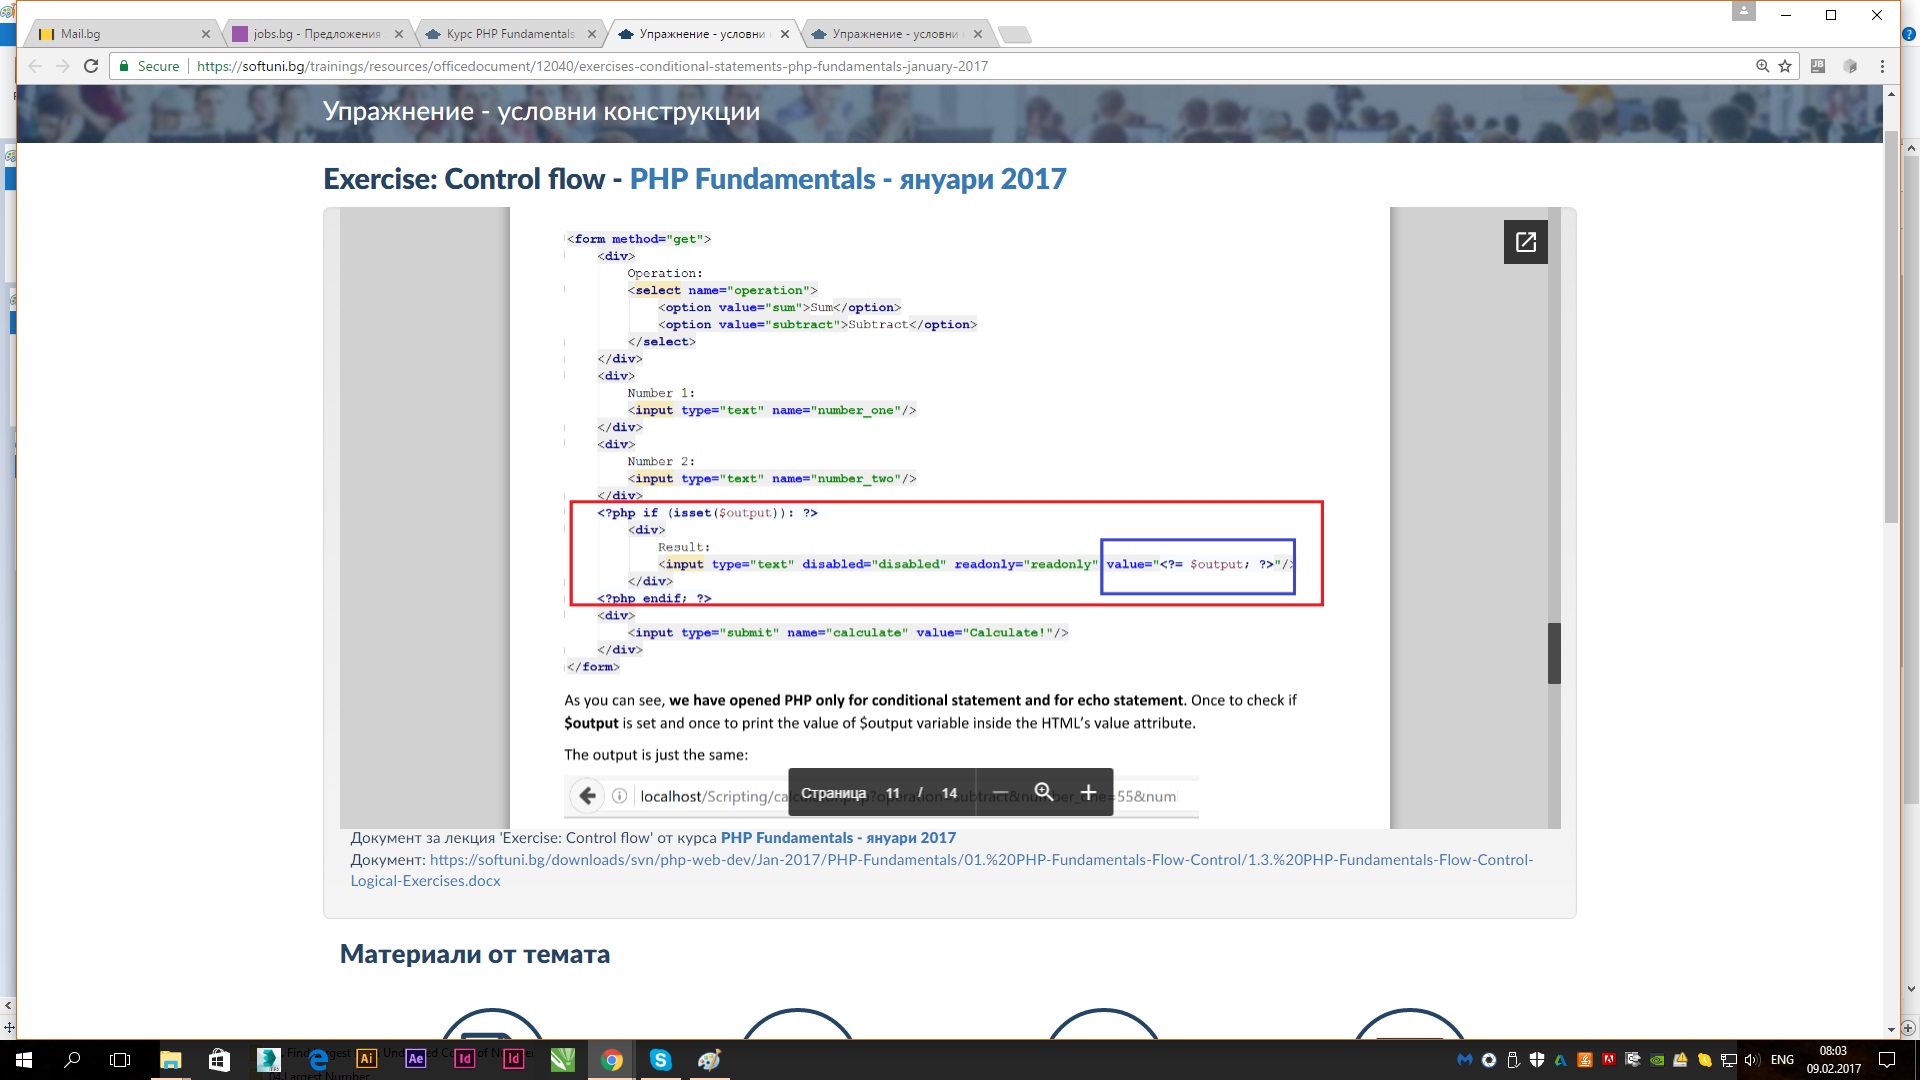 Mail.bg
jobs.bg - Предложения
Курс PHP Fundamentals
Упражнение - условни
Упражнение - условни
Secure https://softuni.bg/trainings/resources/officedocument/12040/exercises-conditional-statements-php-fundamentals-january-2017
Упражнение - условни конструкции
Exercise: Control flow - PHP Fundamentals - януари 2017
<form method="get">
<div>
Operation:
<select name="operation">
<option value="sum">Sum</option>
<option value="subtract">Subtract</option>
</select>
</div>
<div>
Number 1:
<input type="text" name="number_one"/>
</div>
<div>
Number 2:
<input type="text" name="number_two"/>
</div>
<?php if (isset($output)): ?>
<div>
Result:
<input type="text" disabled="disabled" readonly="readonly" value="<?= $output; ?>"/>
</div>
<?php endif; ?>
<div>
<input type="submit" name="calculate" value="Calculate!"/>
</div>
</form>
As you can see, we have opened PHP only for conditional statement and for echo statement. Once to check if
$output is set and once to print the value of $output variable inside the HTML's value attribute.
The output is just the same:
localhost/Scripting/calculator.php?operation=subtract&number_one=55&num
Страница 11 / 14
Документ за лекция 'Exercise: Control flow' от курса PHP Fundamentals - януари 2017
Документ: https://softuni.bg/downloads/svn/php-web-dev/Jan-2017/PHP-Fundamentals/01.%20PHP-Fundamentals-Flow-Control/1.3.%20PHP-Fundamentals-Flow-Control-
Logical-Exercises.docx
Материали от темата
ENG
08:03
09.02.2017